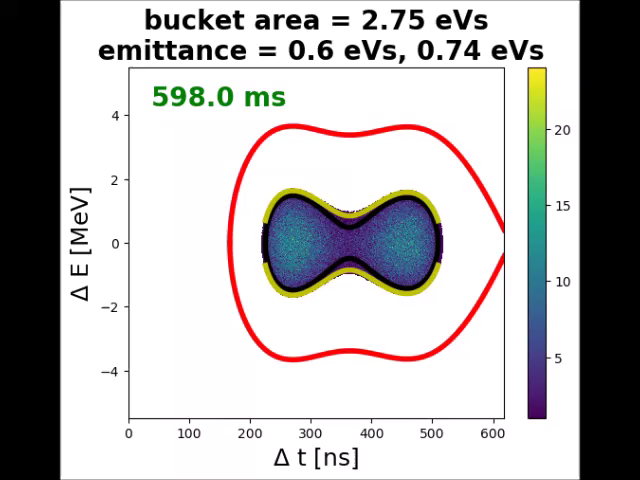 bucket area = 2.75 eVs
emittance = 0.6 eVs, 0.74 eVs
598.0 ms
Δ E [MeV]
4
2
0
−2
−4
0 100 200 300 400 500 600
Δ t [ns]
20
15
10
5